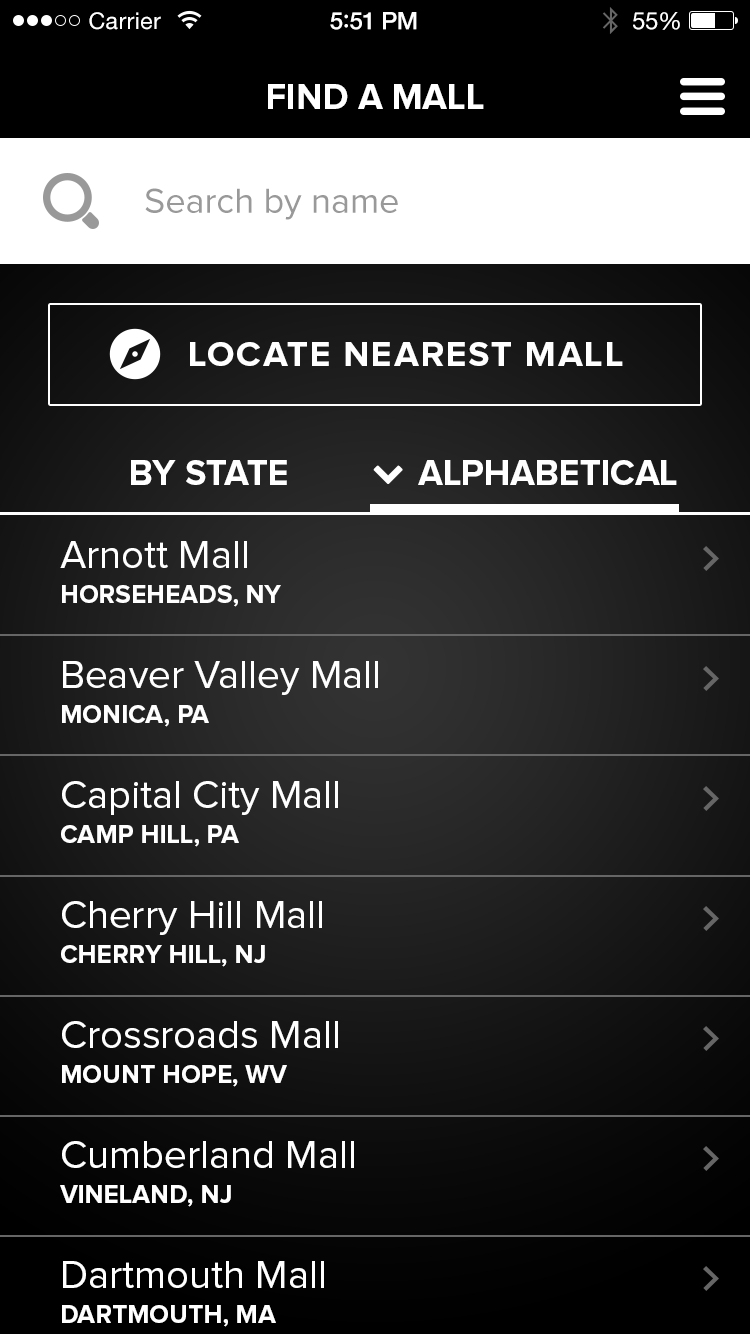 Carrier 5:51 PM 55%
FIND A MALL
Search by name
LOCATE NEAREST MALL
BY STATE ALPHABETICAL
Arnott Mall
HORSEHEADS, NY
Beaver Valley Mall
MONICA, PA
Capital City Mall
CAMP HILL, PA
Cherry Hill Mall
CHERRY HILL, NJ
Crossroads Mall
MOUNT HOPE, WV
Cumberland Mall
VINELAND, NJ
Dartmouth Mall
DARTMOUTH, MA